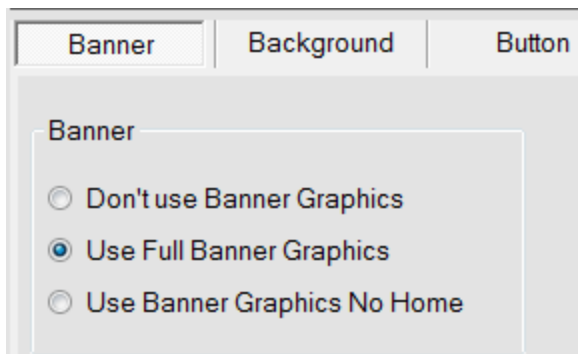 Banner Background Button
Banner
Don't use Banner Graphics
Use Full Banner Graphics
Use Banner Graphics No Home